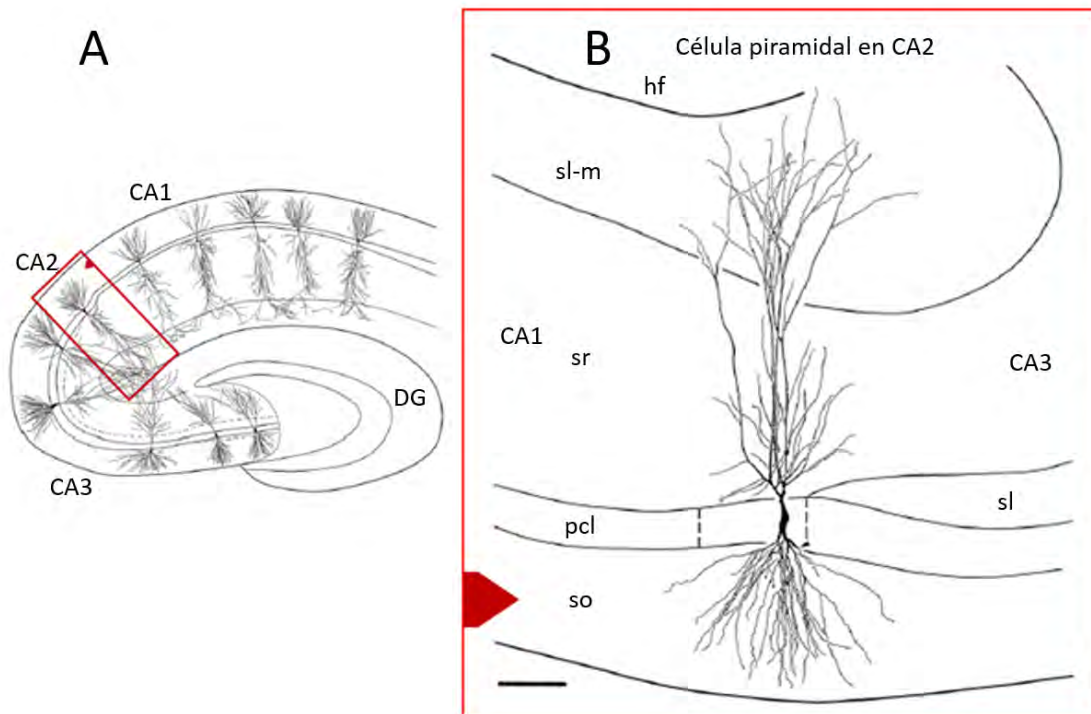 A
CA1
CA2
CA3
DG
B
Célula piramidal en CA2
hf
sl-m
CA1
sr
CA3
sl
pcl
so